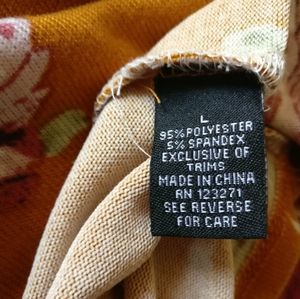 L
95% POLYESTER
5% SPANDEX
EXCLUSIVE OF
TRIMS
MADE IN CHINA
RN 123271
SEE REVERSE
FOR CARE